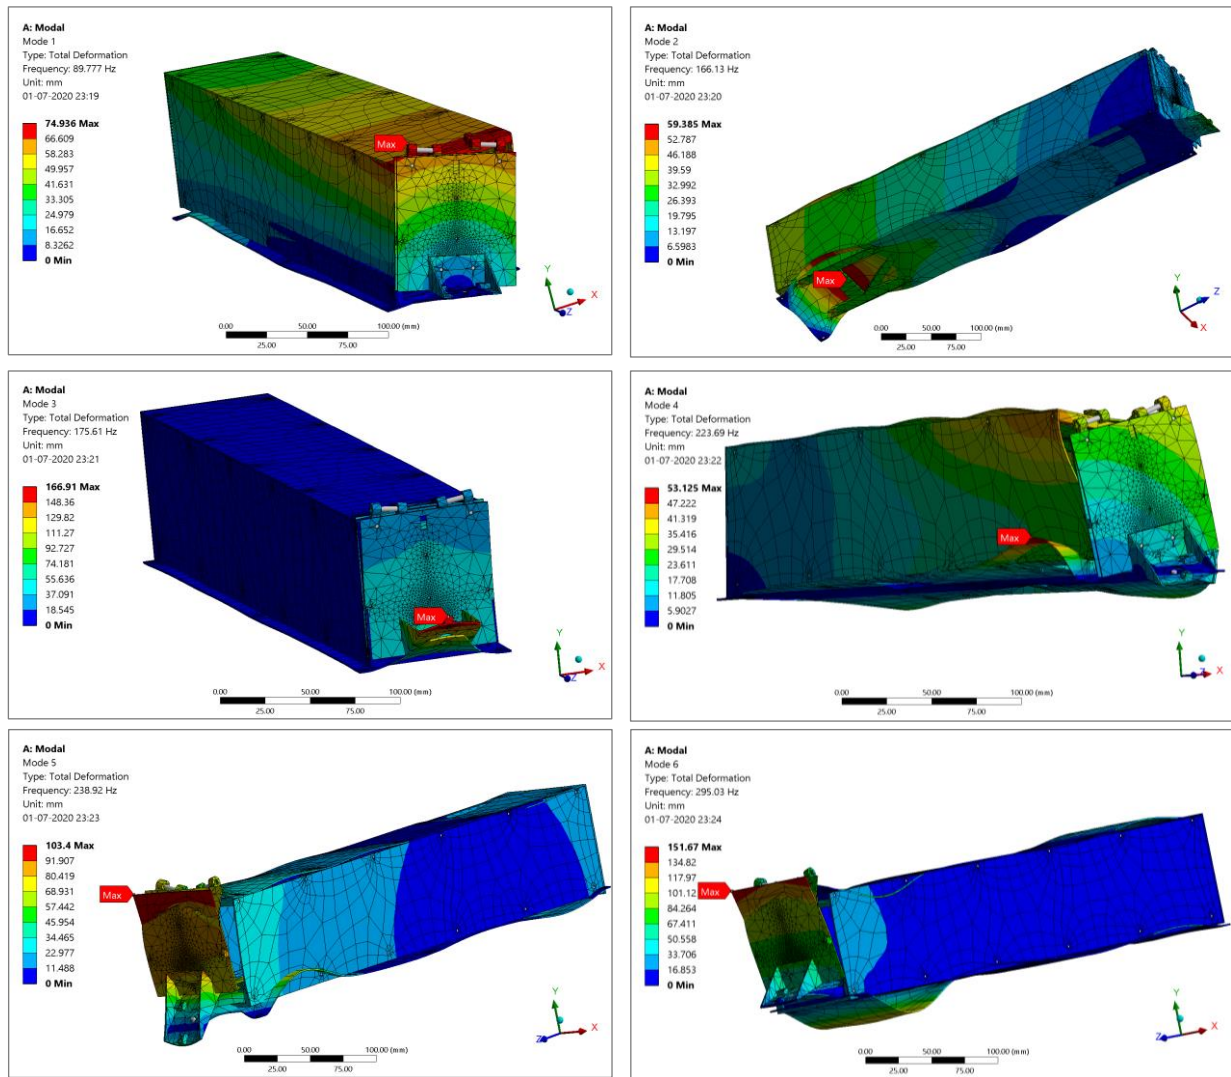 A: Modal
Mode 1
Type: Total Deformation
Frequency: 89.777 Hz
Unit: mm
01-07-2020 23:19
74.936 Max
66.609
58.283
49.957
41.631
33.305
24.979
16.652
8.3262
0 Min
Max
Y
X
Z
0.00 50.00 100.00 (mm)
25.00 75.00
A: Modal
Mode 2
Type: Total Deformation
Frequency: 166.13 Hz
Unit: mm
01-07-2020 23:20
59.385 Max
52.787
46.188
39.59
32.992
26.393
19.795
13.197
6.5983
0 Min
Max
Y
Z
X
0.00 50.00 100.00 (mm)
25.00 75.00
A: Modal
Mode 3
Type: Total Deformation
Frequency: 175.61 Hz
Unit: mm
01-07-2020 23:21
166.91 Max
148.36
129.82
111.27
92.727
74.181
55.636
37.091
18.545
0 Min
Max
Y
X
Z
0.00 50.00 100.00 (mm)
25.00 75.00
A: Modal
Mode 4
Type: Total Deformation
Frequency: 223.69 Hz
Unit: mm
01-07-2020 23:22
53.125 Max
47.222
41.319
35.416
29.514
23.611
17.708
11.805
5.9027
0 Min
Max
Y
Z X
0.00 50.00 100.00 (mm)
25.00 75.00
A: Modal
Mode 5
Type: Total Deformation
Frequency: 238.92 Hz
Unit: mm
01-07-2020 23:23
103.4 Max
91.907
80.419
68.931
57.442
45.954
34.465
22.977
11.488
0 Min
Max
Y
Z X
0.00 50.00 100.00 (mm)
25.00 75.00
A: Modal
Mode 6
Type: Total Deformation
Frequency: 295.03 Hz
Unit: mm
01-07-2020 23:24
151.67 Max
134.82
117.97
101.12
84.264
67.411
50.558
33.706
16.853
0 Min
Max
Y
Z X
0.00 50.00 100.00 (mm)
25.00 75.00